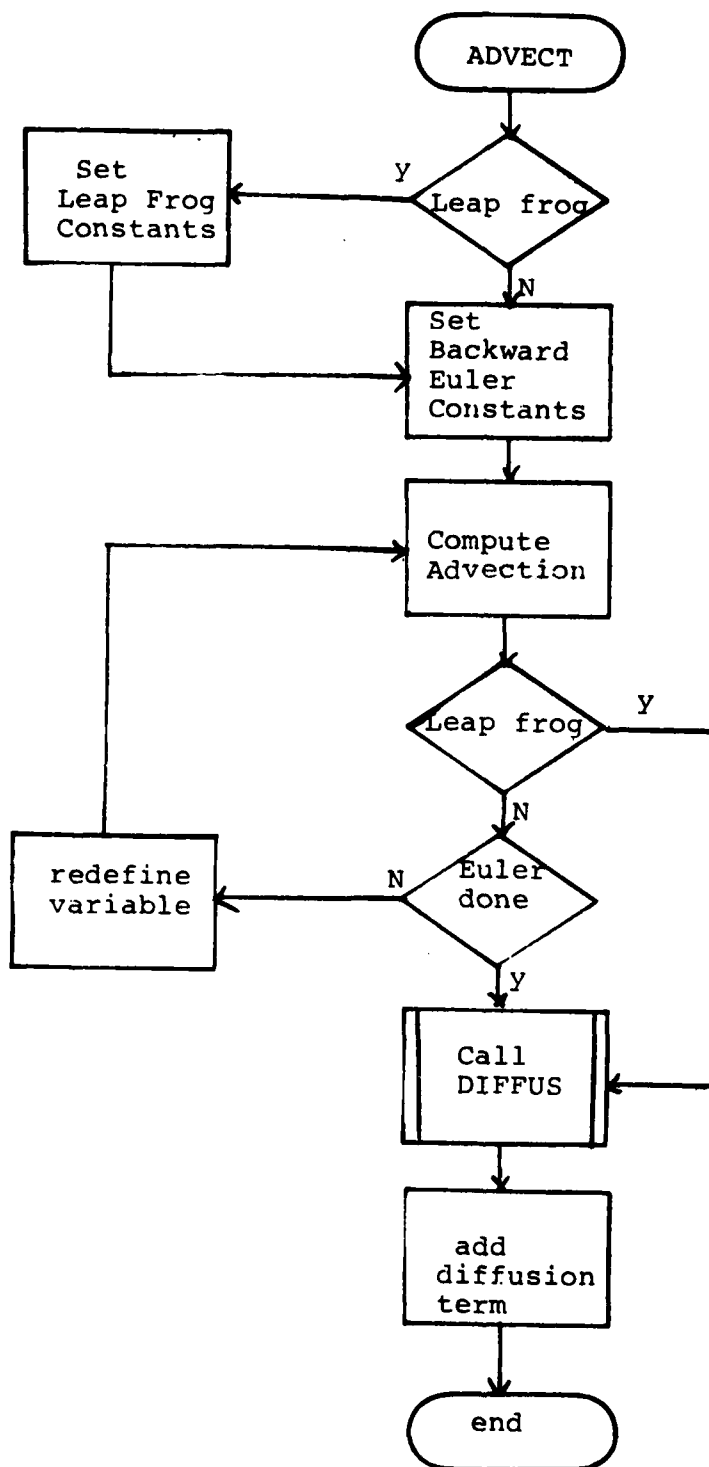 ADVECT
Leap frog
y
Set
Leap Frog
Constants
N
Set
Backward
Euler
Constants
Compute
Advection
Leap frog
y
N
Euler
done
N
redefine
variable
y
Call
DIFFUS
add
diffusion
term
end